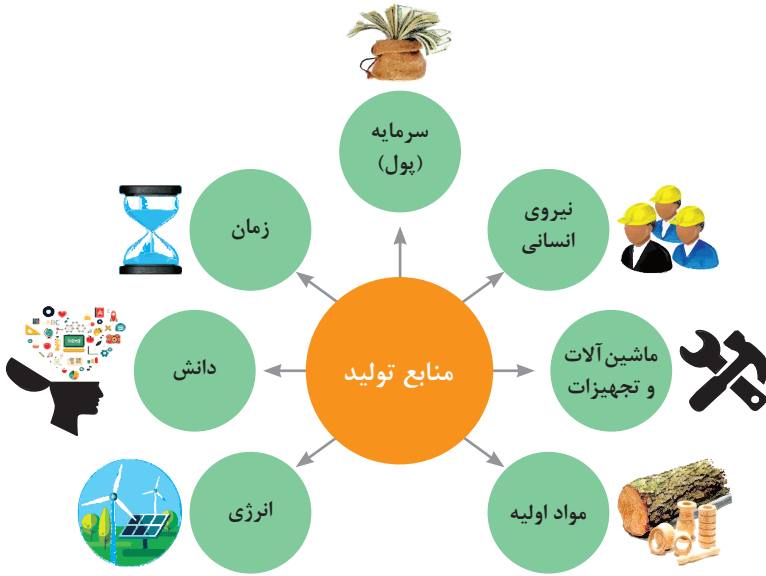 سرمایه
(پول)
نیروی
انسانی
زمان
ماشین‌آلات
و تجهیزات
منابع تولید
دانش
مواد اولیه
انرژی